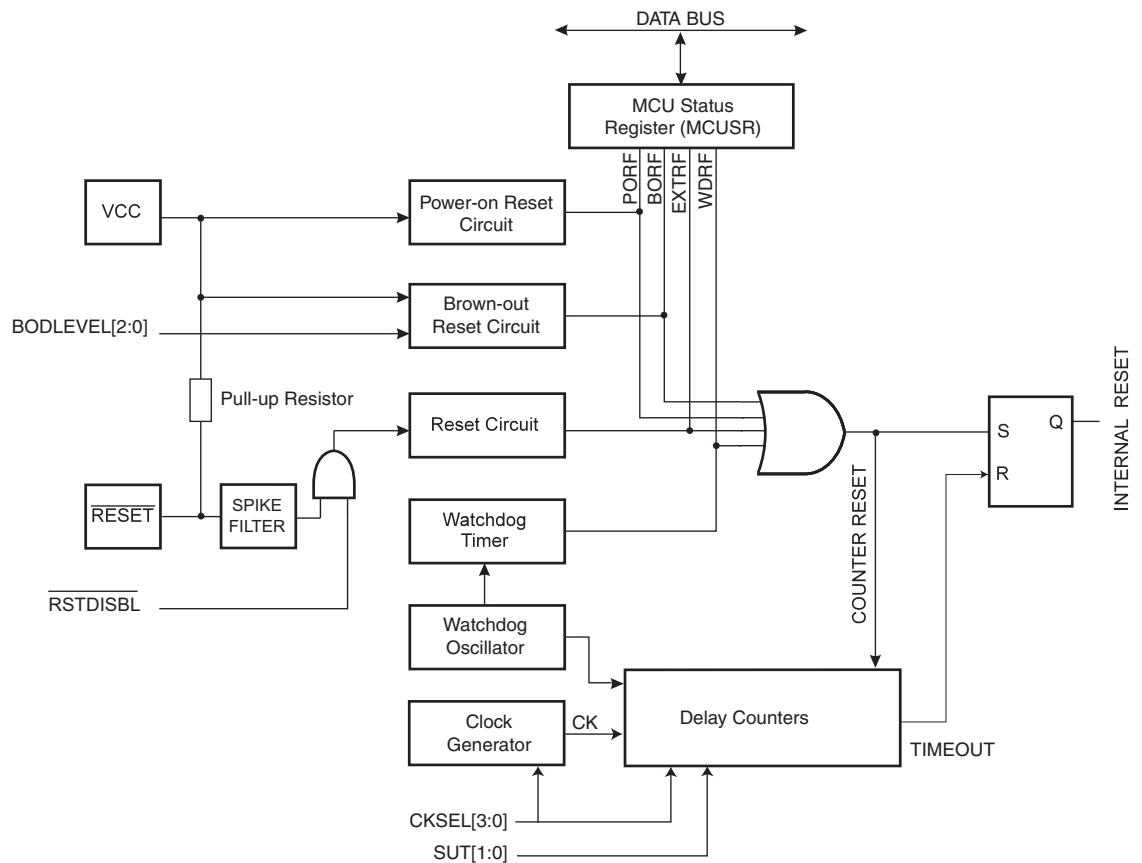 DATA BUS
MCU Status
Register (MCUSR)
PORF
BORF
EXTRF
WDRF
VCC
Power-on Reset
Circuit
BODLEVEL[2:0]
Brown-out
Reset Circuit
Pull-up Resistor
Reset Circuit
S
Q
R
INTERNAL RESET
RESET
SPIKE
FILTER
Watchdog
Timer
COUNTER RESET
RSTDISBL
Watchdog
Oscillator
Clock
Generator
CK
Delay Counters
TIMEOUT
CKSEL[3:0]
SUT[1:0]